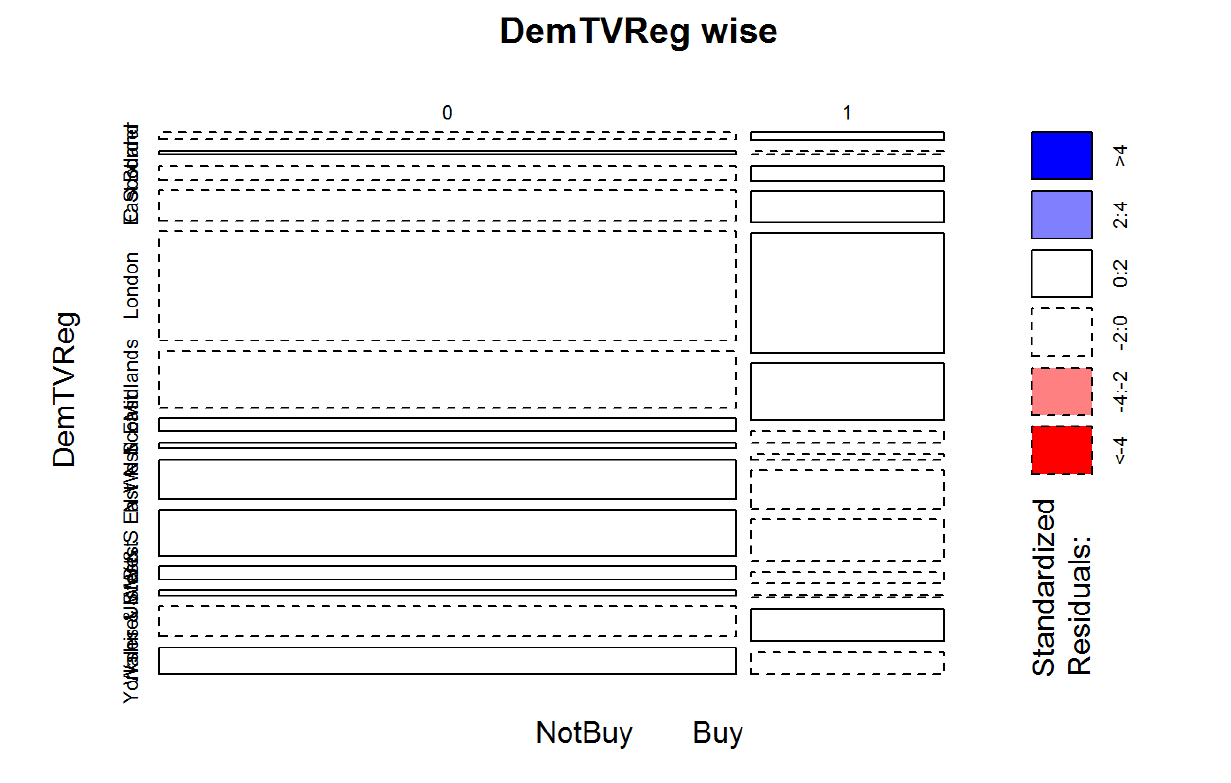 DemTVReg wise
0
1
DemTVReg
London
Midlands
>4
2:4
0:2
-2:0
-4:-2
<-4
Standardized
Residuals:
NotBuy
Buy